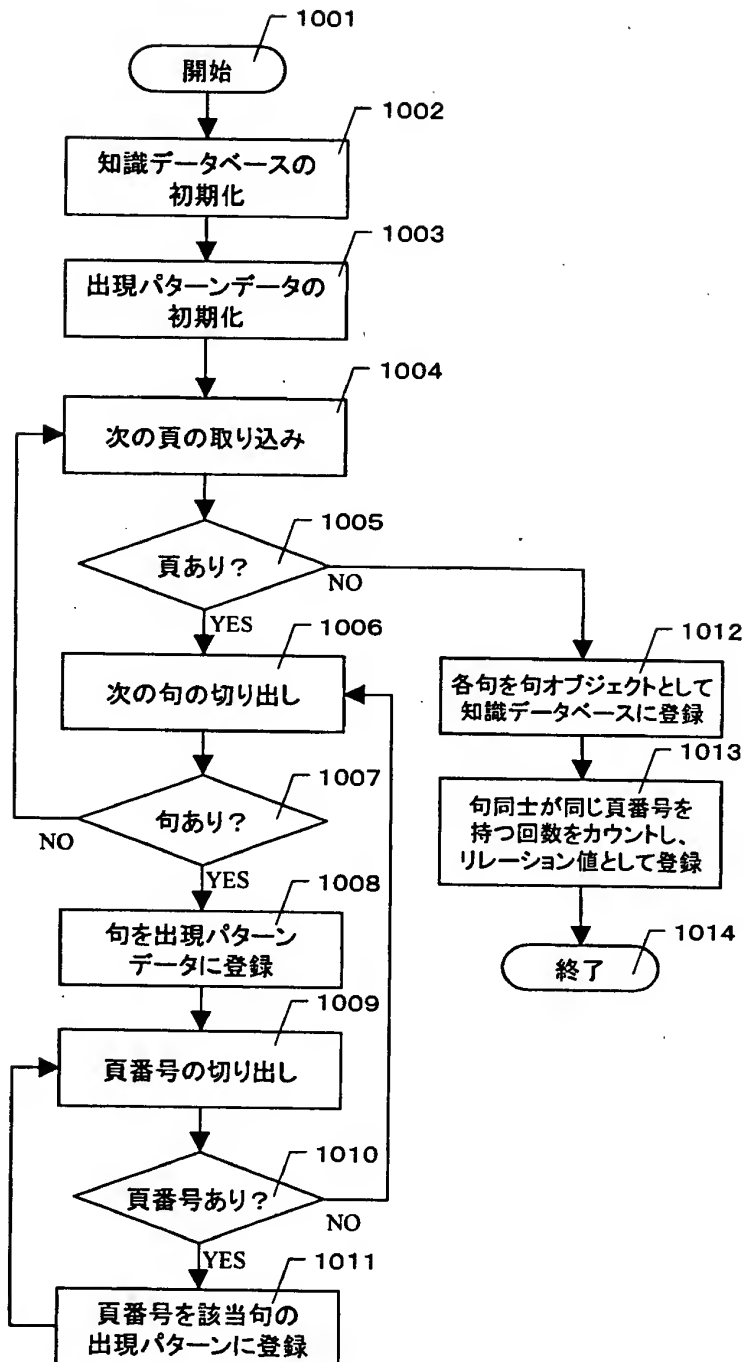 1001
開始
1002
知識データベースの
初期化
1003
出現パターンデータの
初期化
1004
次の頁の取り込み
1005
頁あり?
NO
YES
1006
次の句の切り出し
1007
句あり?
NO
YES
1008
句を出現パターン
データに登録
1009
頁番号の切り出し
1010
頁番号あり?
NO
YES
1011
頁番号を該当句の
出現パターンに登録
1012
各句を句オブジェクトとして
知識データベースに登録
1013
句同士が同じ頁番号を
持つ回数をカウントし、
リレーション値として登録
1014
終了